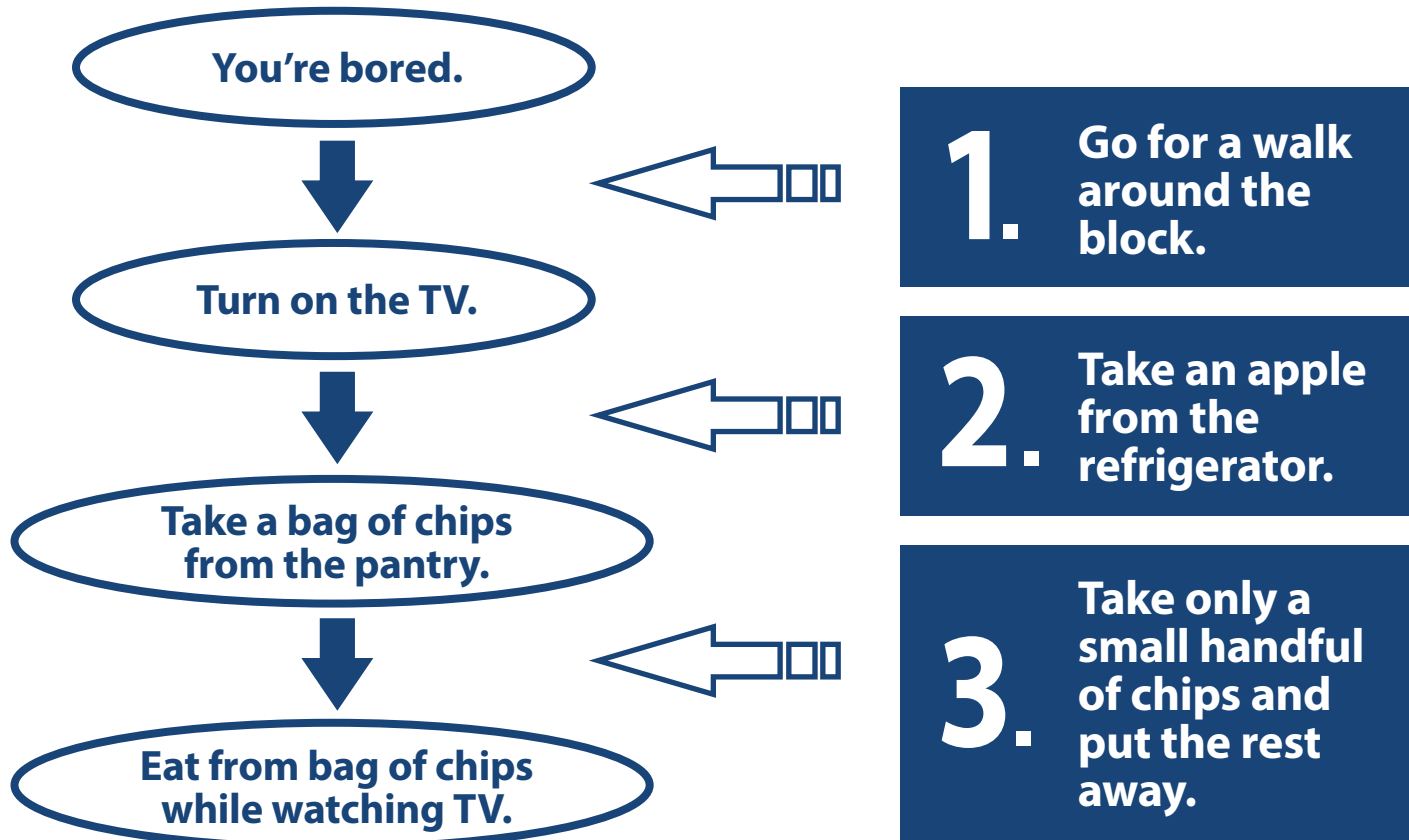 You're bored.
Turn on the TV.
Take a bag of chips
from the pantry.
Eat from bag of chips
while watching TV.
1.
Go for a walk
around the
block.
2.
Take an apple
from the
refrigerator.
3.
Take only a
small handful
of chips and
put the rest
away.